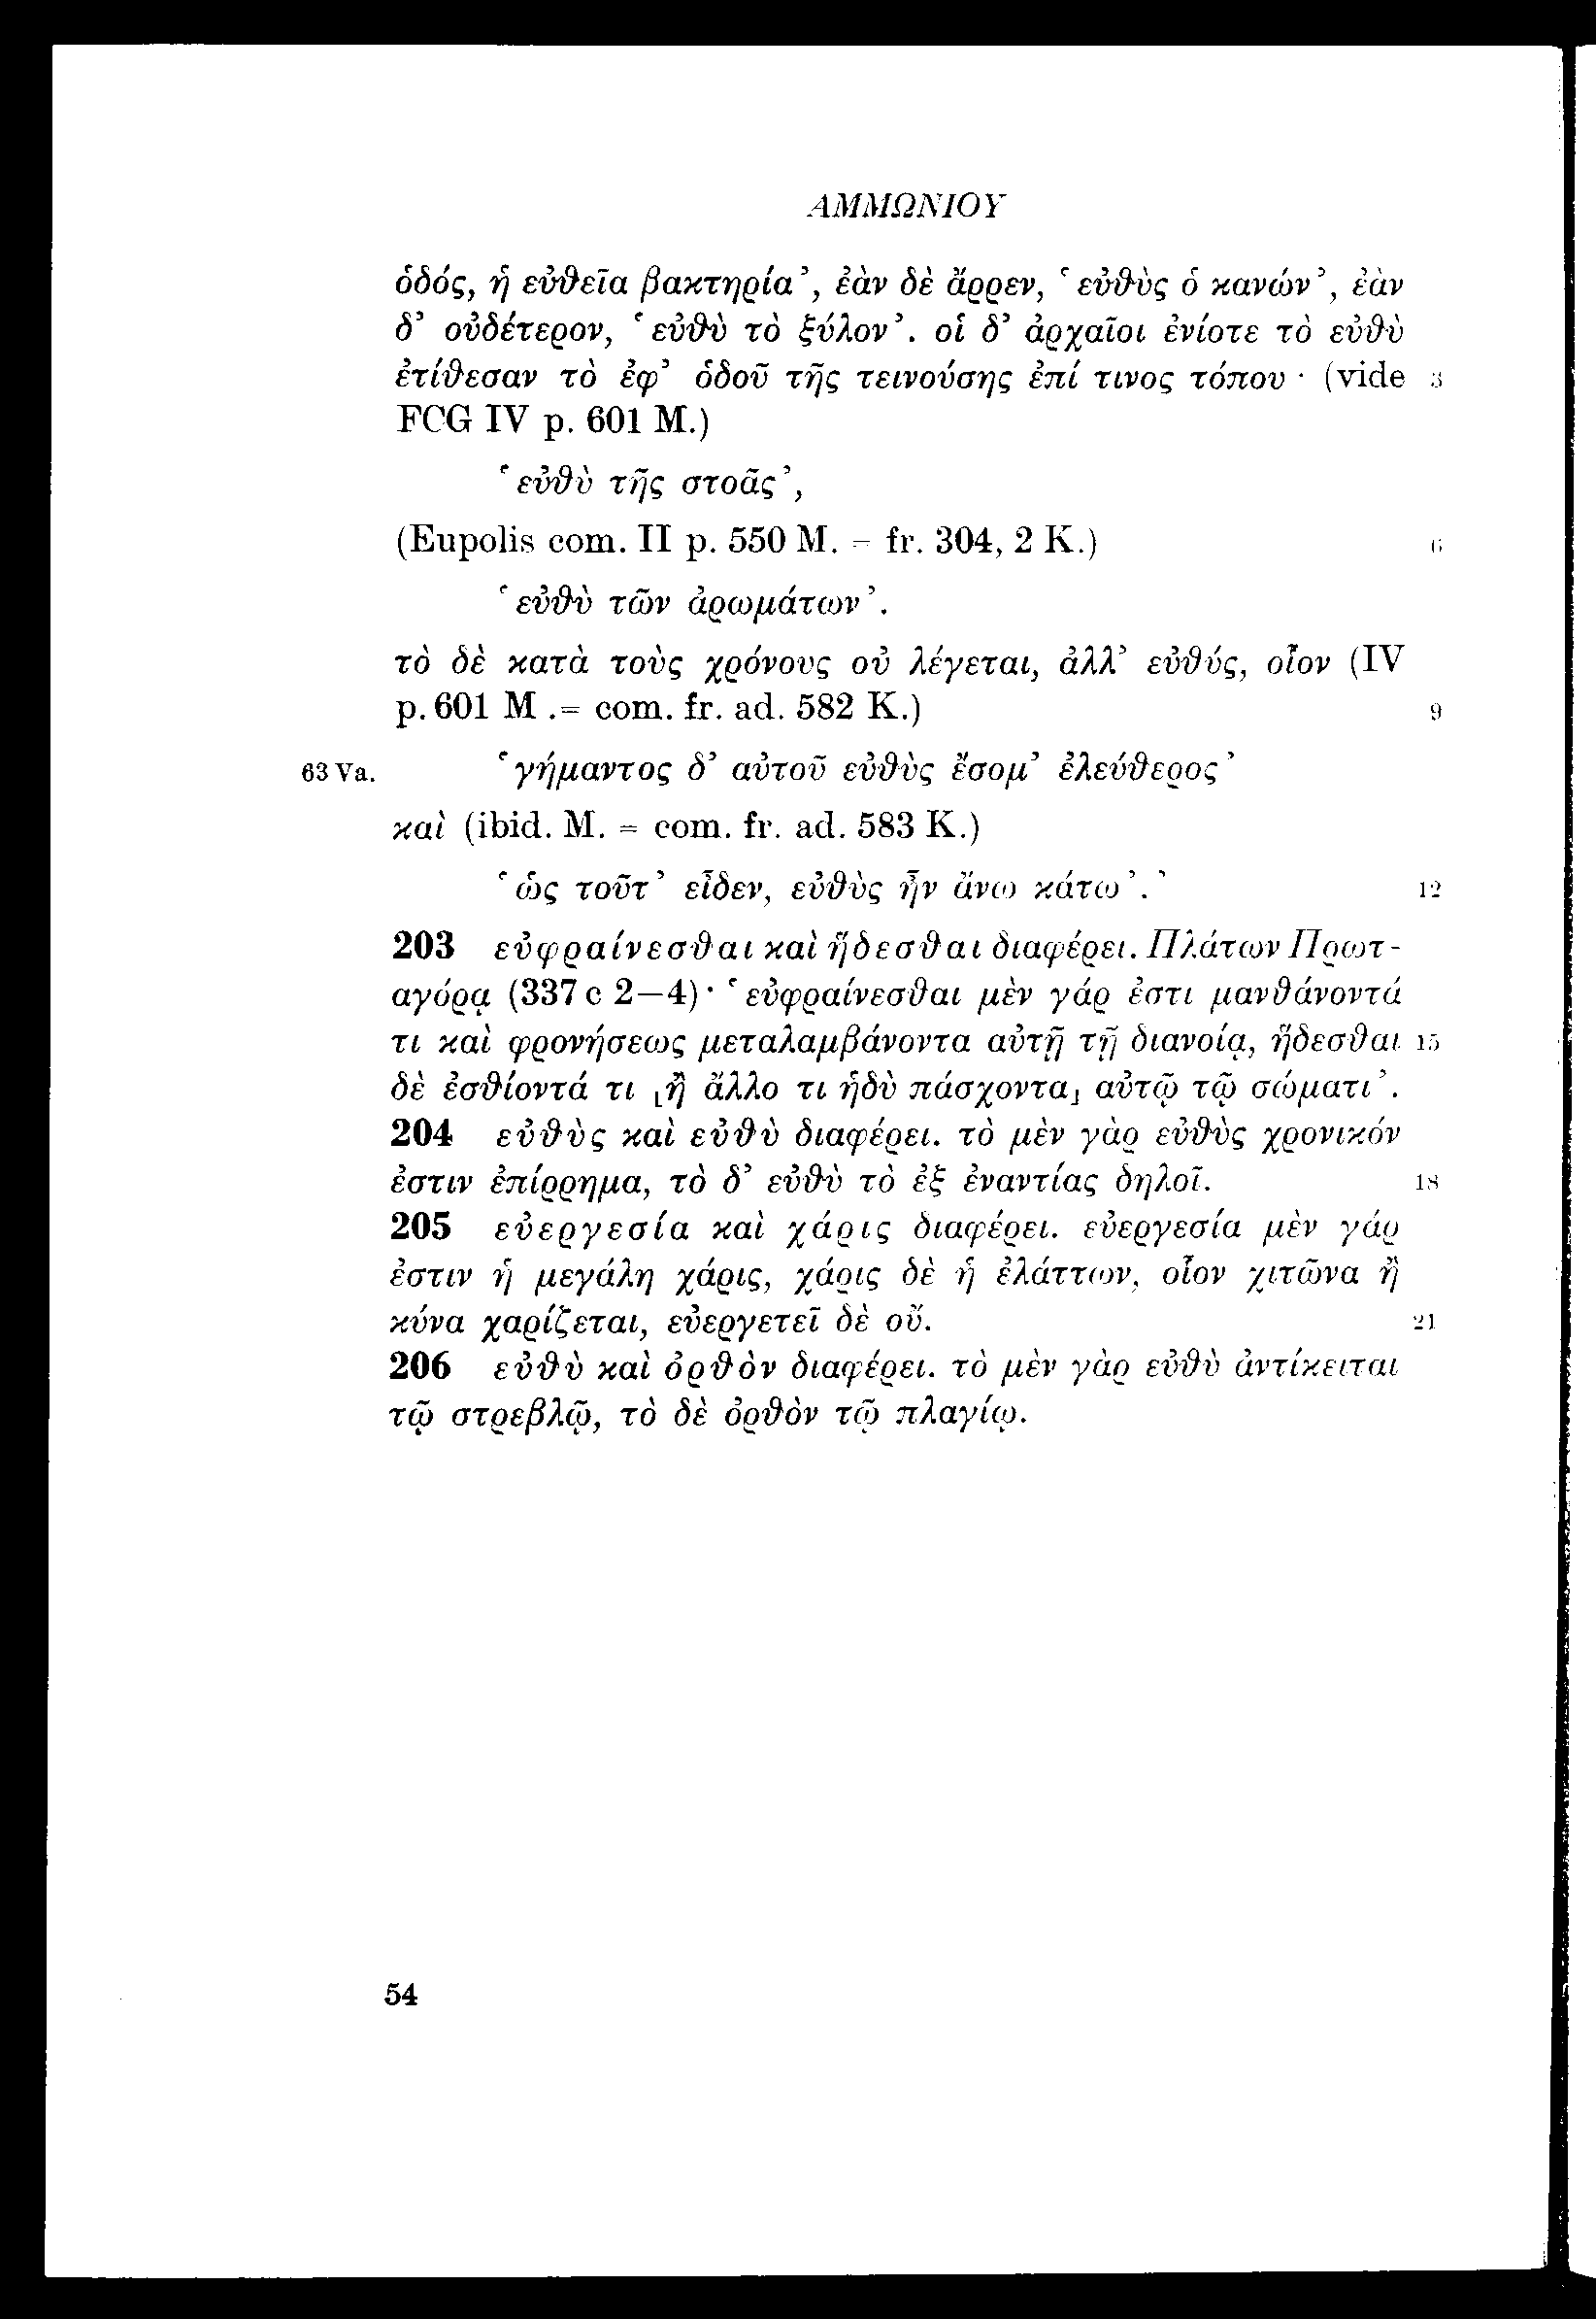 ΑΜΜΩΝΙΟΥ
ὁδός, ἡ εὐθεῖα βακτηρία’, ἐὰν δὲ ἄρρεν, ‘εὐθὺς ὁ κανών’, ἐὰν
δ’ οὐδέτερον, ‘εὐθὺ τὸ ξύλον’. οἱ δ’ ἀρχαῖοι ἐνίοτε τὸ εὐθὺ
ἐτίθεσαν τὸ ἐφ’ ὁδοῦ τῆς τεινούσης ἐπί τινος τόπου · (vide 3
FCG IV p. 601 M.)
‘εὐθὺ τῆς στοᾶς’,
(Eupolis com. II p. 550 M. = fr. 304, 2 K.) 6
‘εὐθὺ τῶν ἀρωμάτων’.
τὸ δὲ κατὰ τοὺς χρόνους οὐ λέγεται, ἀλλ’ εὐθύς, οἷον (IV
p. 601 M .= com. fr. ad. 582 K.) 9
63 Va. ‘γήμαντος δ’ αὐτοῦ εὐθὺς ἔσομ’ ἐλεύθερος’
καὶ (ibid. M. = com. fr. ad. 583 K.)
‘ὡς τοῦτ’ εἶδεν, εὐθὺς ἦν ἄνω κάτω’.’ 12
203 εὐφραίνεσθαι καὶ ἥδεσθαι διαφέρει. Πλάτων Πρωτ-
αγόρᾳ (337 c 2—4)· ‘εὐφραίνεσθαι μὲν γάρ ἐστι μανθάνοντά
τι καὶ φρονήσεως μεταλαμβάνοντα αὐτῇ τῇ διανοίᾳ, ἥδεσθαι 15
δὲ ἐσθίοντά τι ⸤ἢ ἄλλο τι ἡδὺ πάσχοντα⸥ αὐτῷ τῷ σώματι’.
204 εὐθὺς καὶ εὐθὺ διαφέρει. τὸ μὲν γὰρ εὐθὺς χρονικόν
ἐστιν ἐπίρρημα, τὸ δ’ εὐθὺ τὸ ἐξ ἐναντίας δηλοῖ. 18
205 εὐεργεσία καὶ χάρις διαφέρει. εὐεργεσία μὲν γάρ
ἐστιν ἡ μεγάλη χάρις, χάρις δὲ ἡ ἐλάττων, οἷον χιτῶνα ἢ
κύνα χαρίζεται, εὐεργετεῖ δὲ οὔ. 21
206 εὐθὺ καὶ ὀρθὸν διαφέρει. τὸ μὲν γὰρ εὐθὺ ἀντίκειται
τῷ στρεβλῷ, τὸ δὲ ὀρθὸν τῷ πλαγίῳ.
54